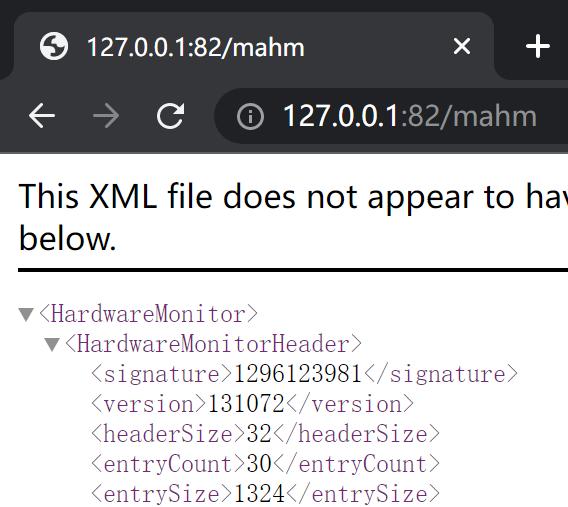 127.0.0.1:82/mahm
127.0.0.1:82/mahm
This XML file does not appear to
below.
<HardwareMonitor>
<HardwareMonitorHeader>
<signature>1296123981</signature>
<version>131072</version>
<headerSize>32</headerSize>
<entryCount>30</entryCount>
<entrySize>1324</entrySize>